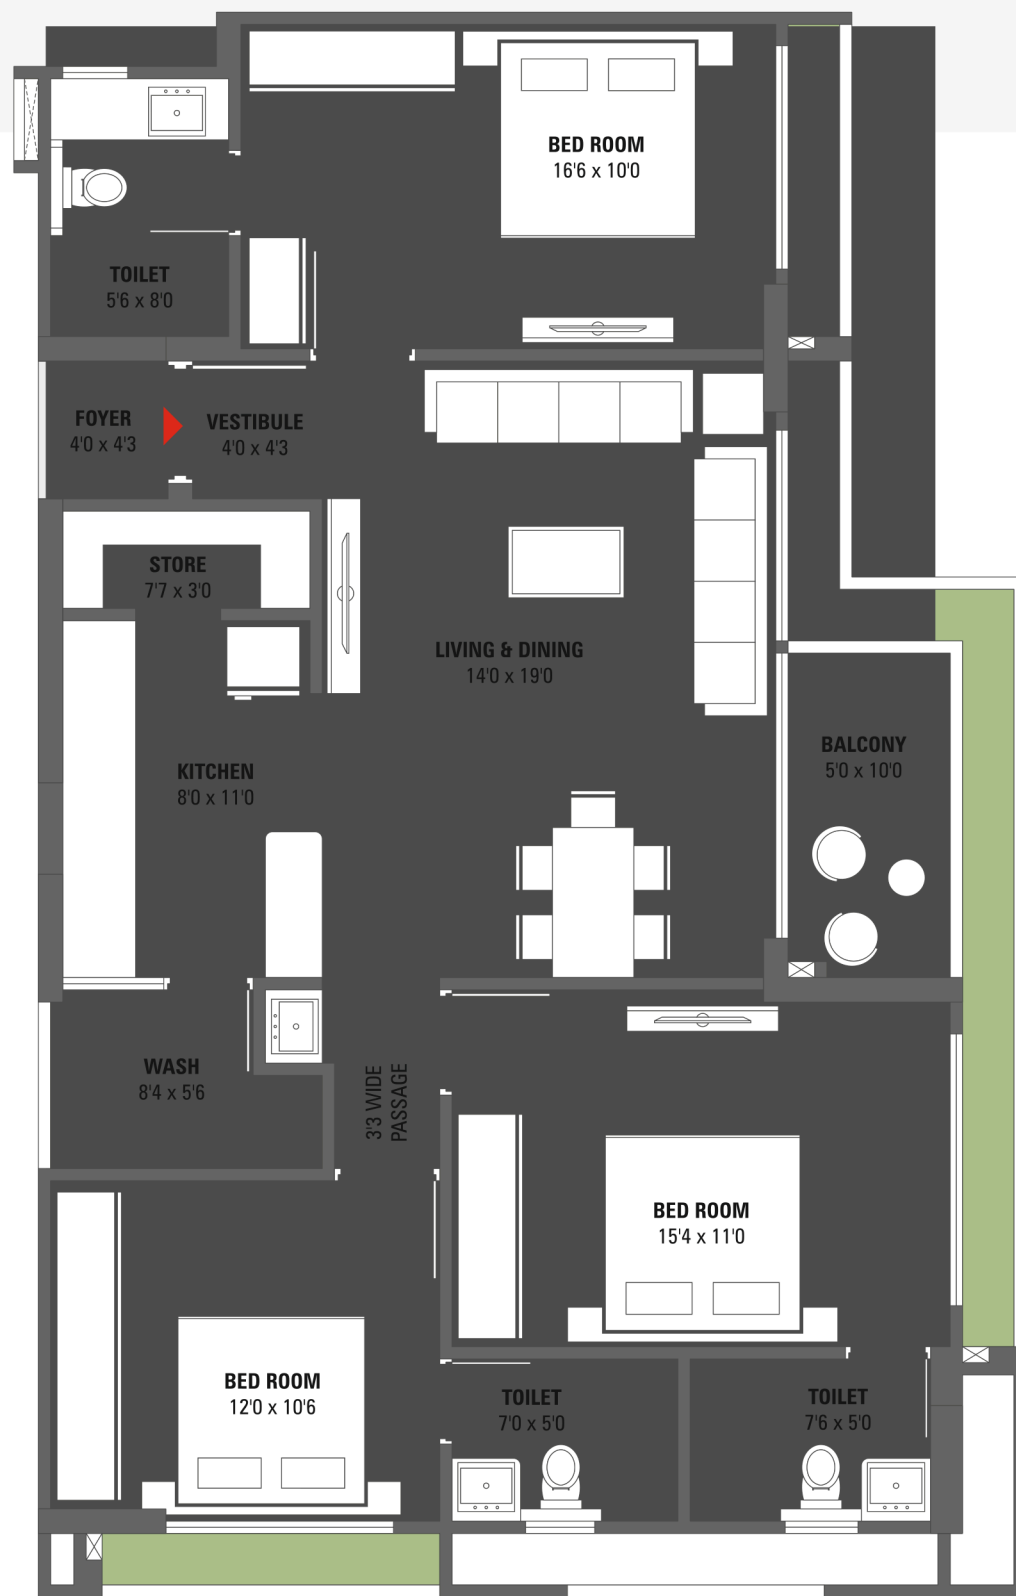 BED ROOM
16'6 x 10'0
TOILET
5'6 x 8'0
FOYER
4'0 x 4'3
VESTIBULE
4'0 x 4'3
STORE
7'7 x 3'0
LIVING & DINING
14'0 x 19'0
BALCONY
5'0 x 10'0
KITCHEN
8'0 x 11'0
WASH
8'4 x 5'6
3'3 WIDE
PASSAGE
BED ROOM
15'4 x 11'0
BED ROOM
12'0 x 10'6
TOILET
7'0 x 5'0
TOILET
7'6 x 5'0